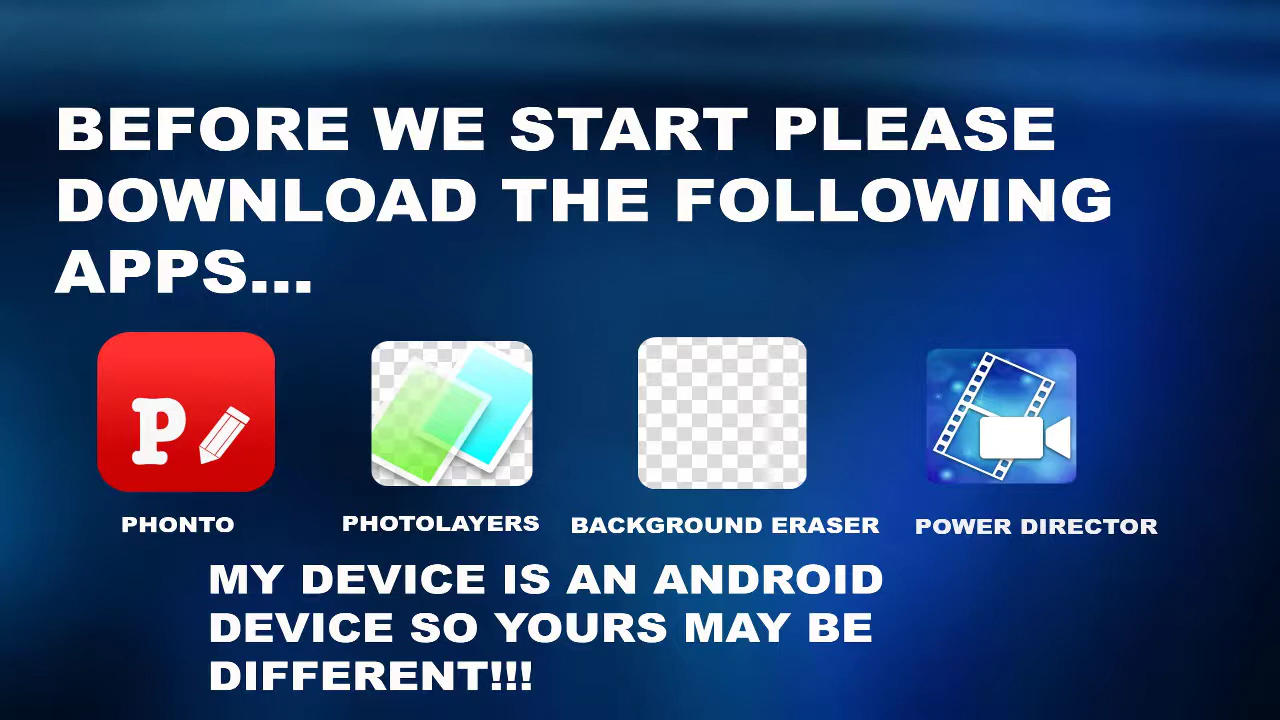 BEFORE WE START PLEASE
DOWNLOAD THE FOLLOWING
APPS...
P
PHONTO
PHOTOLAYERS
BACKGROUND ERASER
POWER DIRECTOR
MY DEVICE IS AN ANDROID
DEVICE SO YOURS MAY BE
DIFFERENT!!!